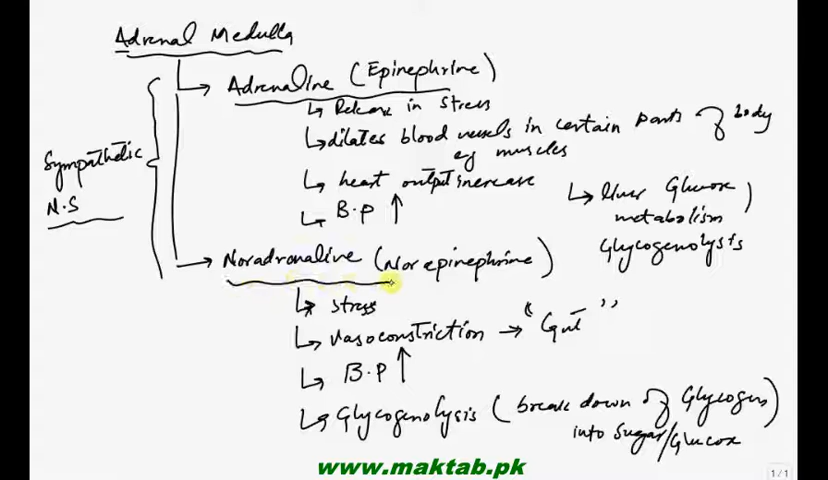 Adrenal Medulla
Adrenaline (Epinephrine)
Release in stress
dilates blood vessels in certain parts of body
eg muscles
heart output increase
B.P ↑
liver Glucose
metabolism
Glycogenolysis
Sympathetic
N.S
Noradrenaline (Nor epinephrine)
stress
vasoconstriction → "Gut"
B.P ↑
Glycogenolysis (break down of Glycogen)
into sugar/Glucose
www.maktab.pk
1/1